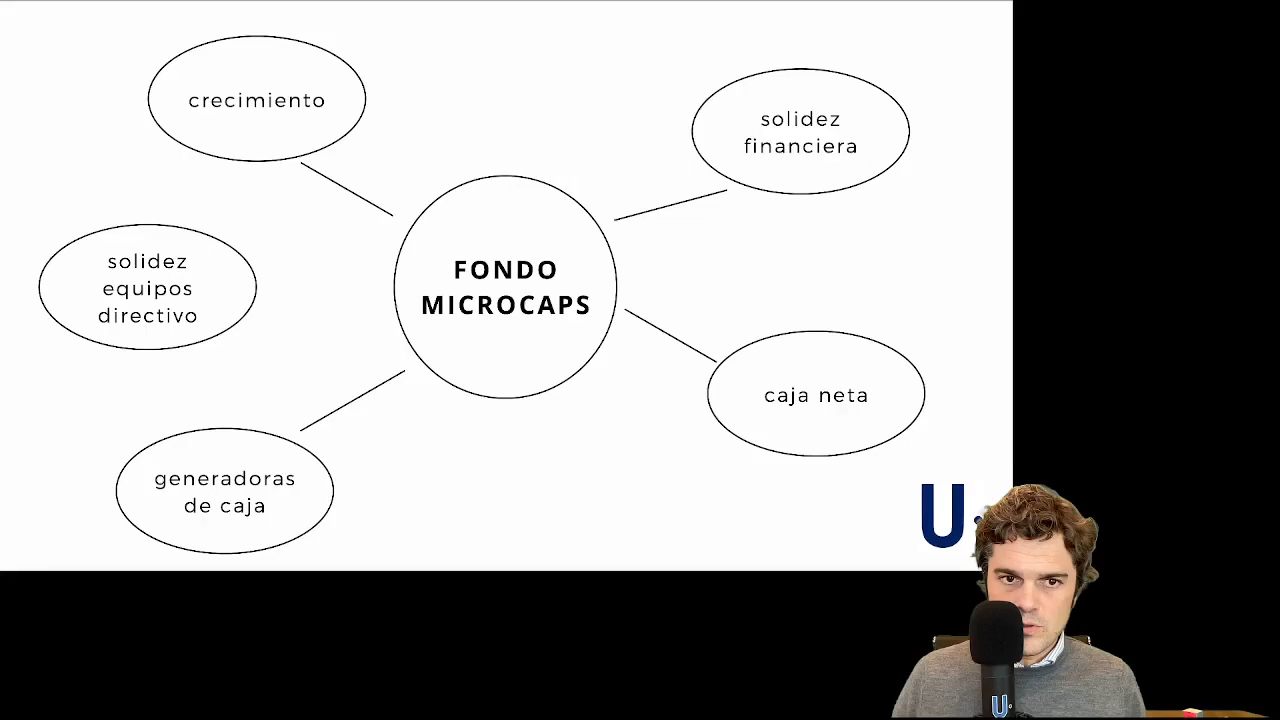 crecimiento
solidez
financiera
solidez
equipos
directivo
FONDO
MICROCAPS
caja neta
generadoras
de caja
U.
U.